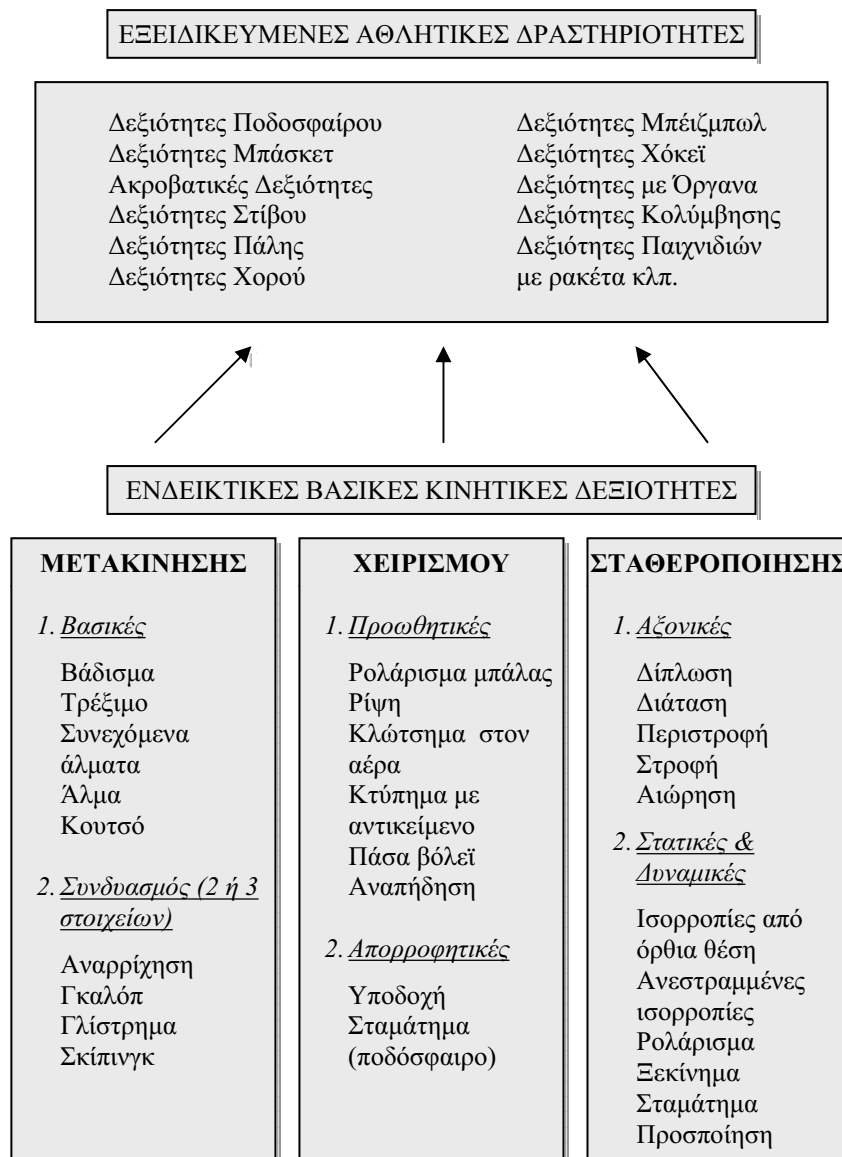 ΕΞΕΙΔΙΚΕΥΜΕΝΕΣ ΑΘΛΗΤΙΚΕΣ ΔΡΑΣΤΗΡΙΟΤΗΤΕΣ
Δεξιότητες Ποδοσφαίρου
Δεξιότητες Μπάσκετ
Ακροβατικές Δεξιότητες
Δεξιότητες Στίβου
Δεξιότητες Πάλης
Δεξιότητες Χορού
Δεξιότητες Μπέιζμπωλ
Δεξιότητες Χόκεϊ
Δεξιότητες με Όργανα
Δεξιότητες Κολύμβησης
Δεξιότητες Παιχνιδιών
με ρακέτα κλπ.
ΕΝΔΕΙΚΤΙΚΕΣ ΒΑΣΙΚΕΣ ΚΙΝΗΤΙΚΕΣ ΔΕΞΙΟΤΗΤΕΣ
ΜΕΤΑΚΙΝΗΣΗΣ
1. Βασικές
Βάδισμα
Τρέξιμο
Συνεχόμενα
άλματα
Άλμα
Κουτσό
2. Συνδυασμός (2 ή 3
στοιχείων)
Αναρρίχηση
Γκαλόπ
Γλίστρημα
Σκίπινγκ
ΧΕΙΡΙΣΜΟΥ
1. Προωθητικές
Ρολάρισμα μπάλας
Ρίψη
Κλώτσημα στον
αέρα
Κτύπημα με
αντικείμενο
Πάσα βόλεϊ
Αναπήδηση
2. Απορροφητικές
Υποδοχή
Σταμάτημα
(ποδόσφαιρο)
ΣΤΑΘΕΡΟΠΟΙΗΣΗΣ
1. Αξονικές
Δίπλωση
Διάταση
Περιστροφή
Στροφή
Αιώρηση
2. Στατικές &
Δυναμικές
Ισορροπίες από
όρθια θέση
Ανεστραμμένες
ισορροπίες
Ρολάρισμα
Ξεκίνημα
Σταμάτημα
Προσποίηση